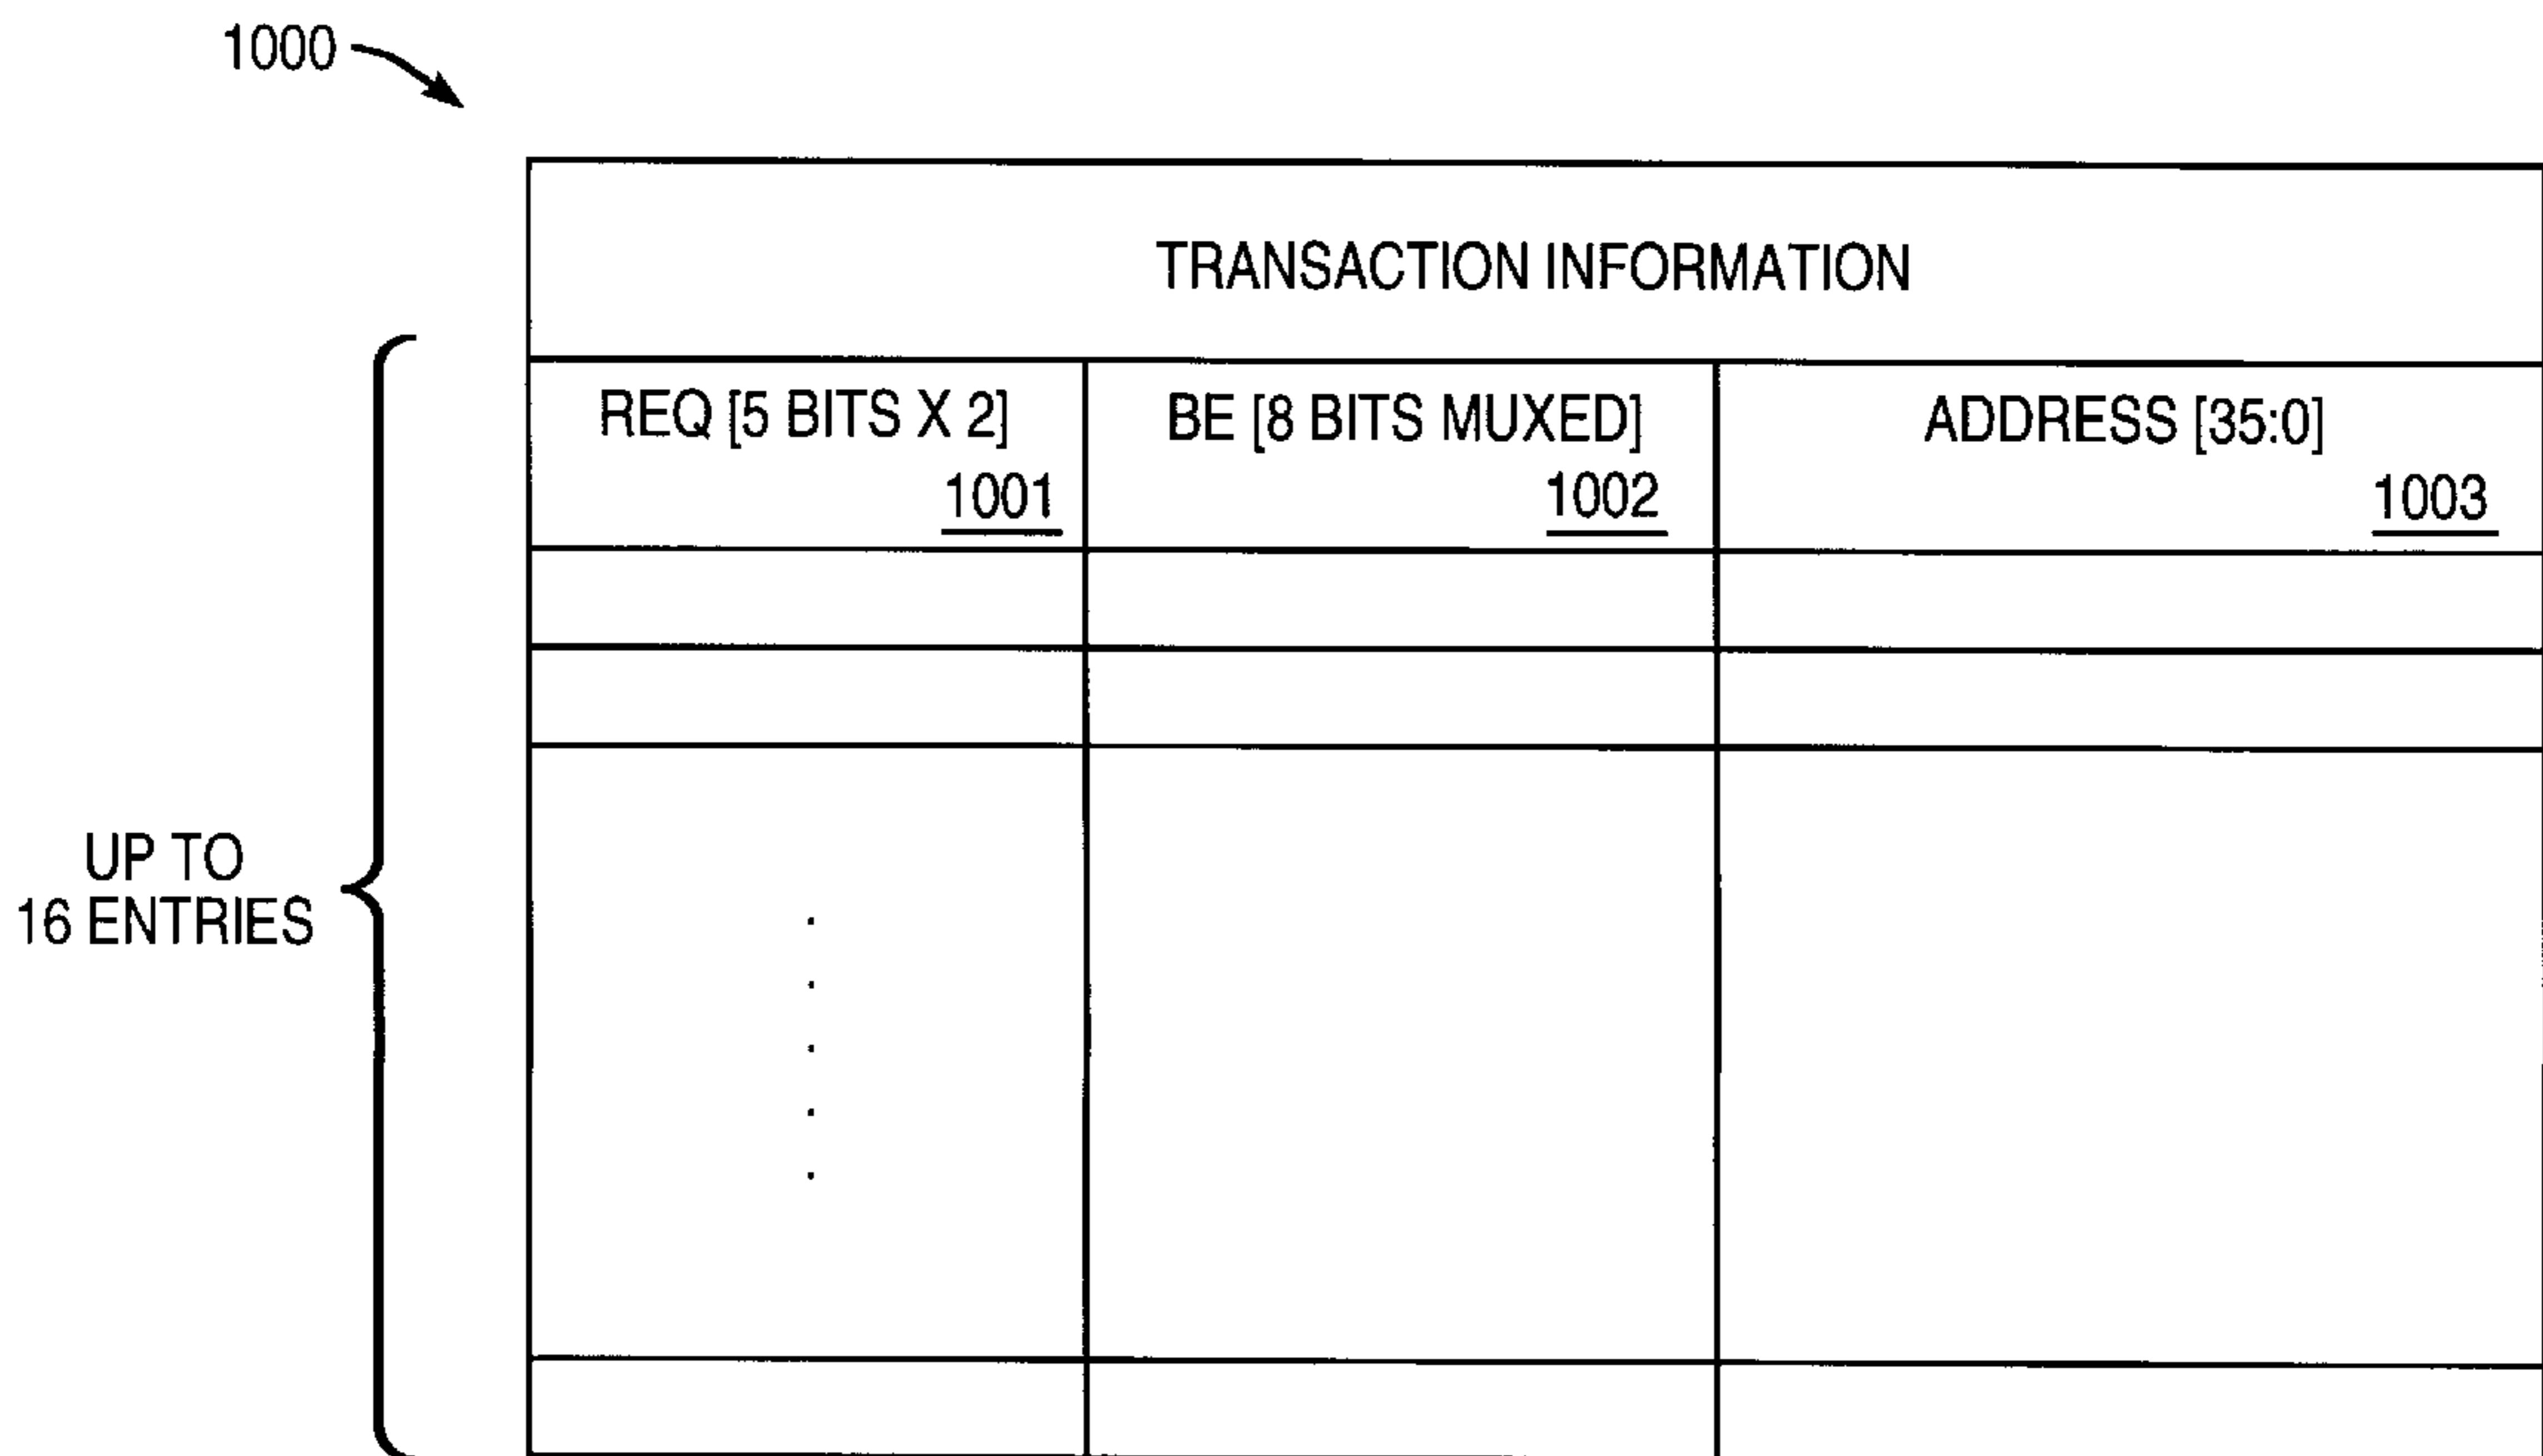 1000
TRANSACTION INFORMATION
REQ [5 BITS X 2]
1001
BE [8 BITS MUXED]
1002
ADDRESS [35:0]
1003
UP TO
16 ENTRIES